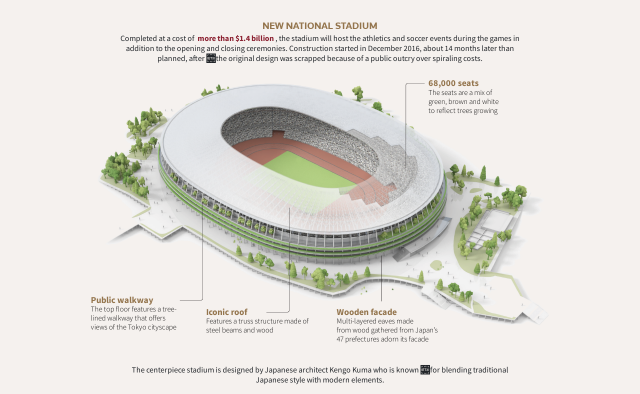 NEW NATIONAL STADIUM
Completed at a cost of more than $1.4 billion, the stadium will host the athletics and soccer events during the games in
addition to the opening and closing ceremonies. Construction started in December 2016, about 14 months later than
planned, after the original design was scrapped because of a public outcry over spiraling costs.
68,000 seats
The seats are a mix of
green, brown and white
to reflect trees growing
Public walkway
The top floor features a tree-
lined walkway that offers
views of the Tokyo cityscape
Iconic roof
Features a truss structure made of
steel beams and wood
Wooden facade
Multi-layered eaves made
from wood gathered from Japan's
47 prefectures adorn its facade
The centerpiece stadium is designed by Japanese architect Kengo Kuma who is known for blending traditional
Japanese style with modern elements.